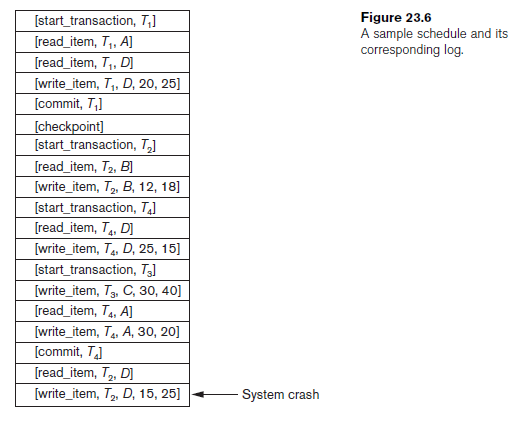 [start_transaction, T₁]
[read_item, T₁, A]
[read_item, T₁, D]
[write_item, T₁, D, 20, 25]
[commit, T₁]
[checkpoint]
[start_transaction, T₂]
[read_item, T₂, B]
[write_item, T₂, B, 12, 18]
[start_transaction, T₄]
[read_item, T₄, D]
[write_item, T₄, D, 25, 15]
[start_transaction, T₃]
[write_item, T₃, C, 30, 40]
[read_item, T₄, A]
[write_item, T₄, A, 30, 20]
[commit, T₄]
[read_item, T₂, D]
[write_item, T₂, D, 15, 25]
System crash
Figure 23.6
A sample schedule and its
corresponding log.